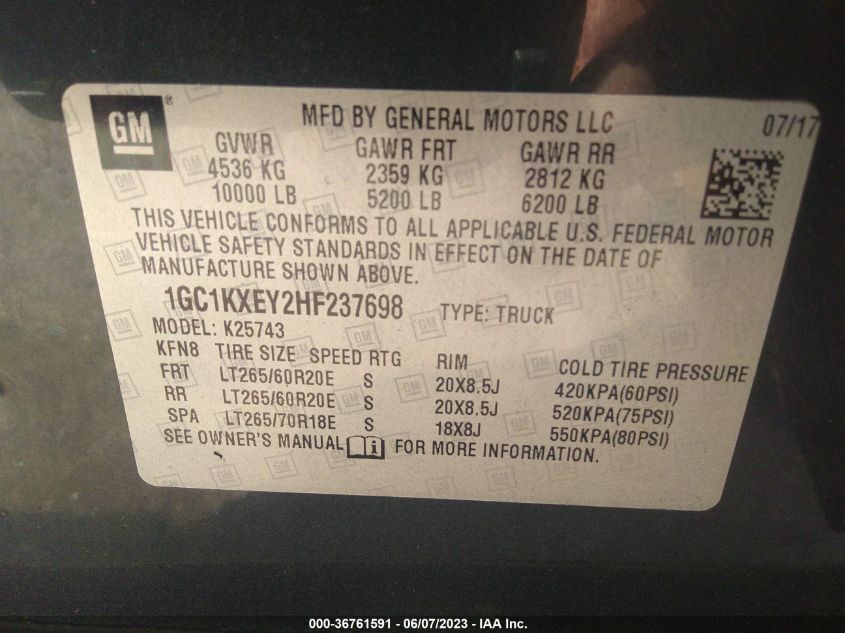 GM ®
MFD BY GENERAL MOTORS LLC 07/17
GVWR GAWR FRT GAWR RR
4536 KG 2359 KG 2812 KG
10000 LB 5200 LB 6200 LB
THIS VEHICLE CONFORMS TO ALL APPLICABLE U.S. FEDERAL MOTOR
VEHICLE SAFETY STANDARDS IN EFFECT ON THE DATE OF
MANUFACTURE SHOWN ABOVE.
1GC1KXEY2HF237698 TYPE: TRUCK
MODEL: K25743
KFN8 TIRE SIZE SPEED RTG RIM COLD TIRE PRESSURE
FRT LT265/60R20E S 20X8.5J 420KPA(60PSI)
RR LT265/60R20E S 20X8.5J 520KPA(75PSI)
SPA LT265/70R18E S 18X8J 550KPA(80PSI)
SEE OWNER'S MANUAL FOR MORE INFORMATION.
000-36761591 - 06/07/2023 - IAA Inc.